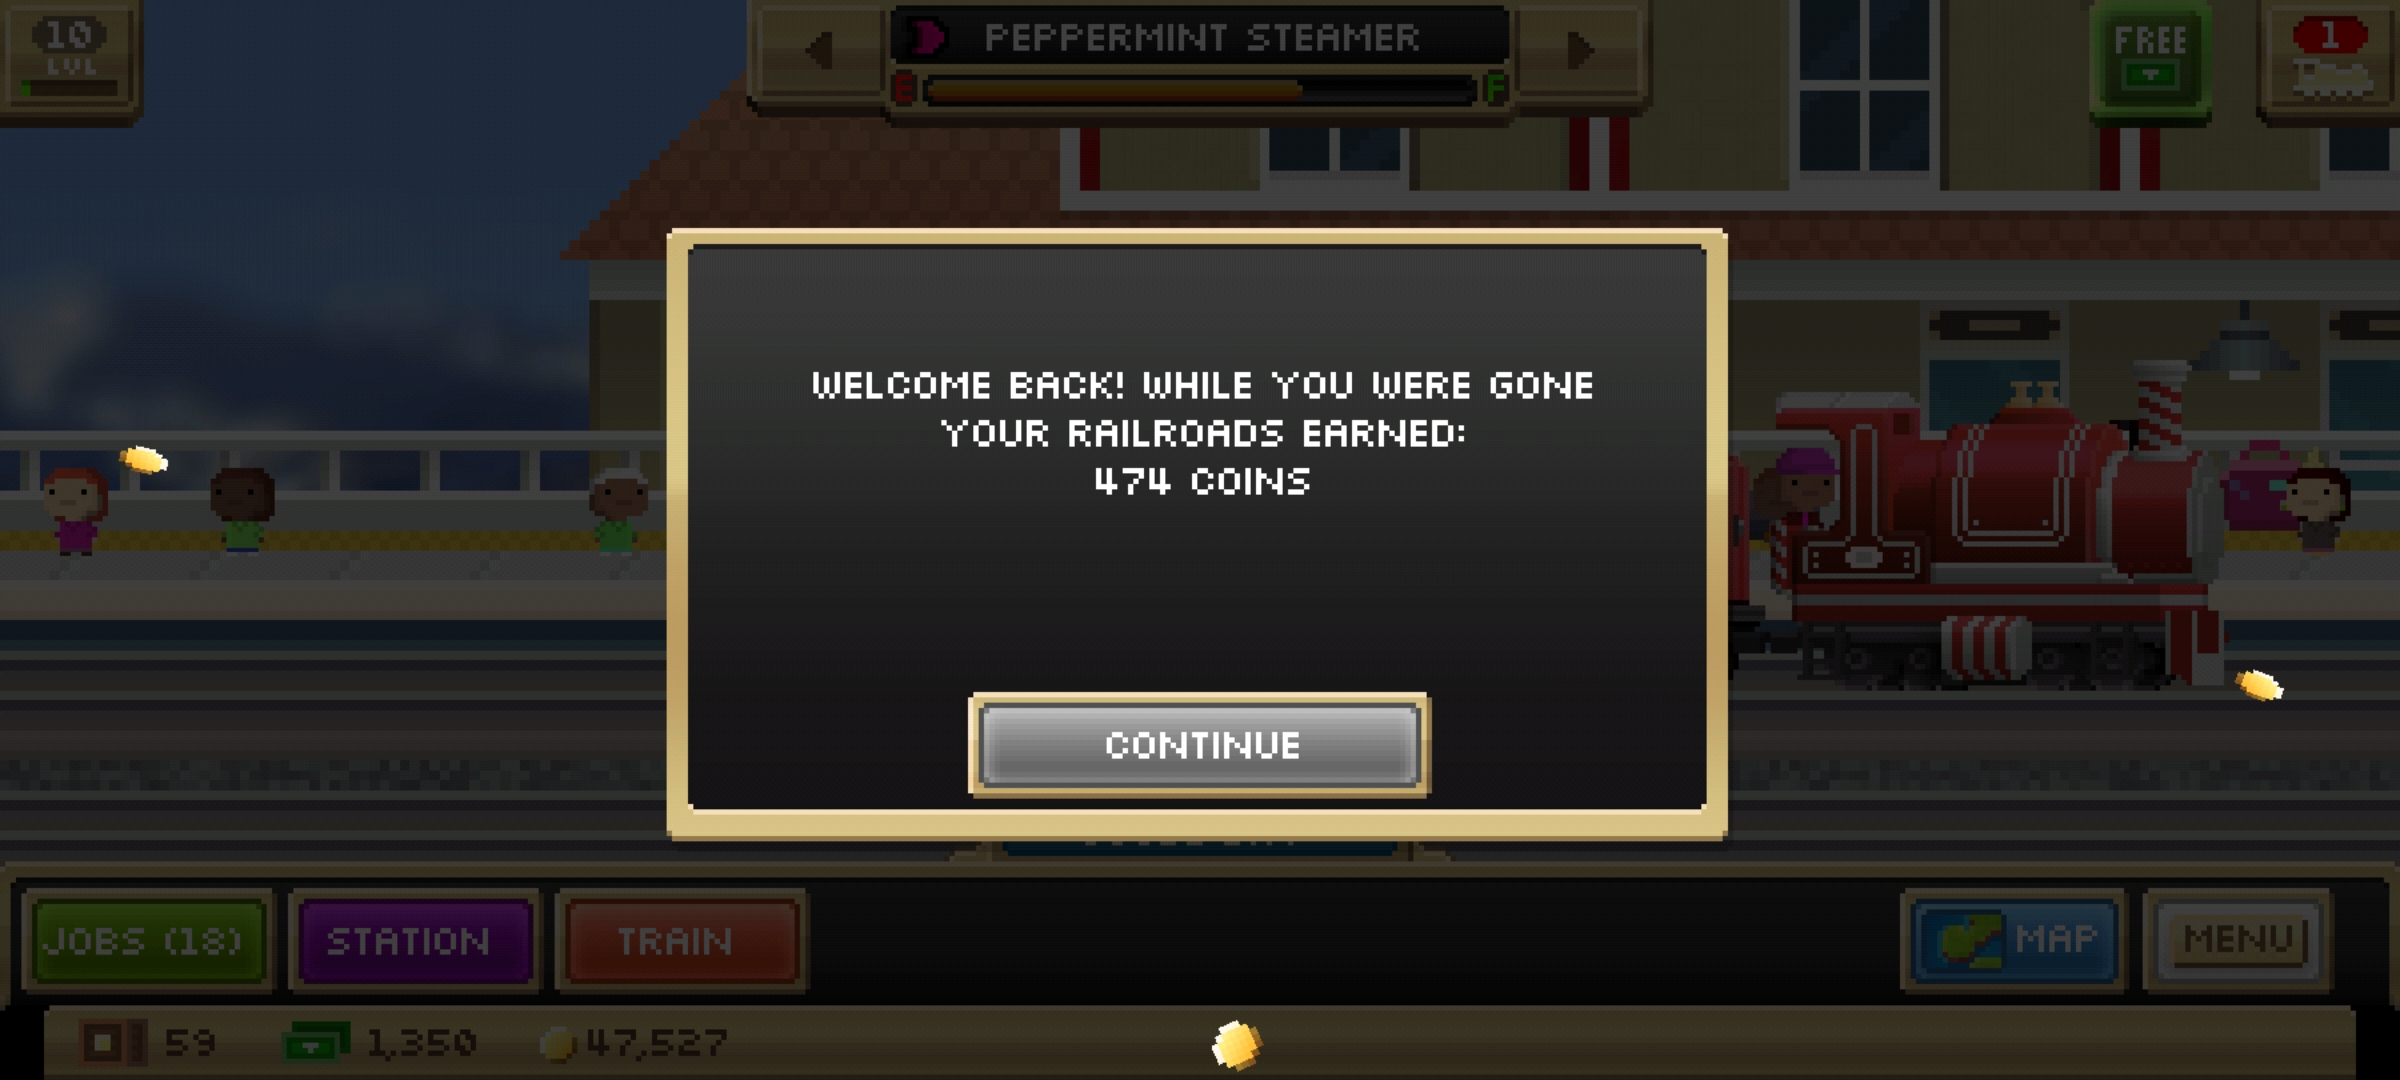 10
LVL
PEPPERMINT STEAMER
E
F
FREE
1
WELCOME BACK! WHILE YOU WERE GONE
YOUR RAILROADS EARNED:
474 COINS
CONTINUE
JOBS (18)
STATION
TRAIN
MAP
MENU
59
1,350
47,527